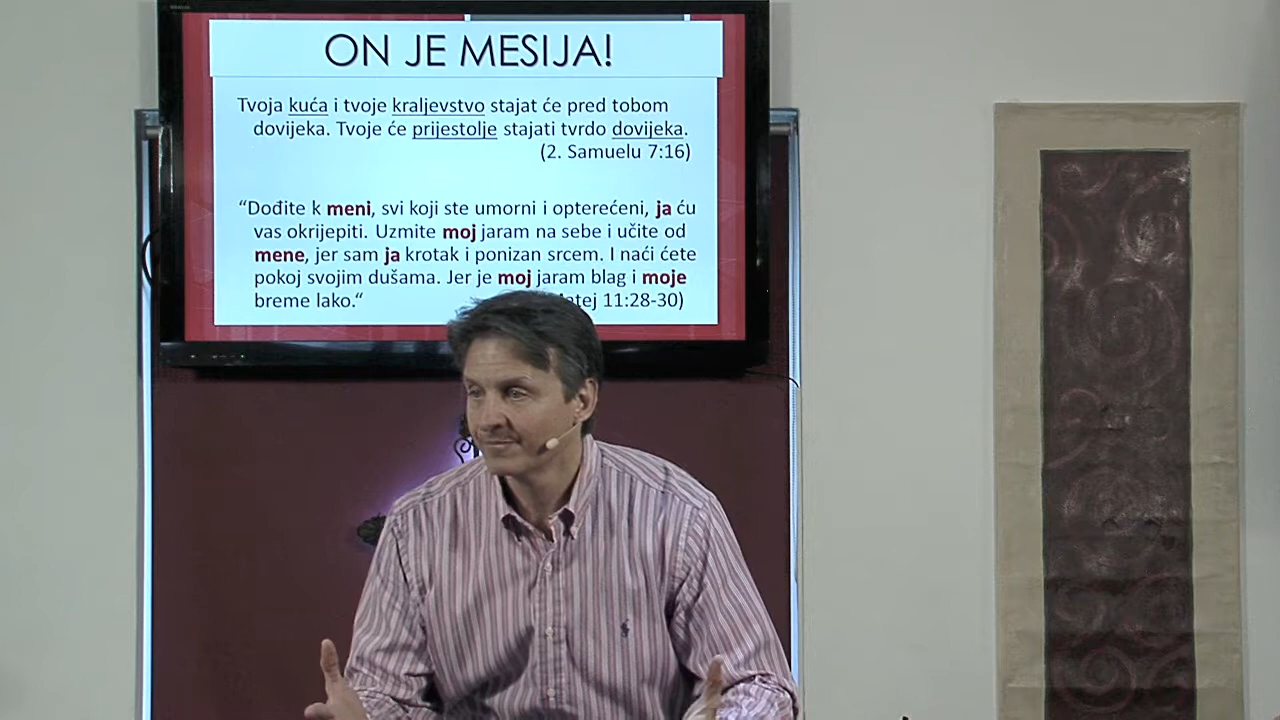 ON JE MESIJA!
Tvoja kuća i tvoje kraljevstvo stajat će pred tobom
dovijeka. Tvoje će prijestolje stajati tvrdo dovijeka.
(2. Samuelu 7:16)
“Dođite k meni, svi koji ste umorni i opterećeni, ja ću
vas okrijepiti. Uzmite moj jaram na sebe i učite od
mene, jer sam ja krotak i ponizan srcem. I naći ćete
pokoj svojim dušama. Jer je moj jaram blag i moje
breme lako.“ 11:28-30)